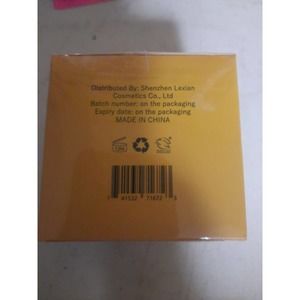 Distributed By: Shenzhen Lexian
Cosmetics Co., Ltd
Batch number: on the packaging
Expiry date: on the packaging
MADE IN CHINA